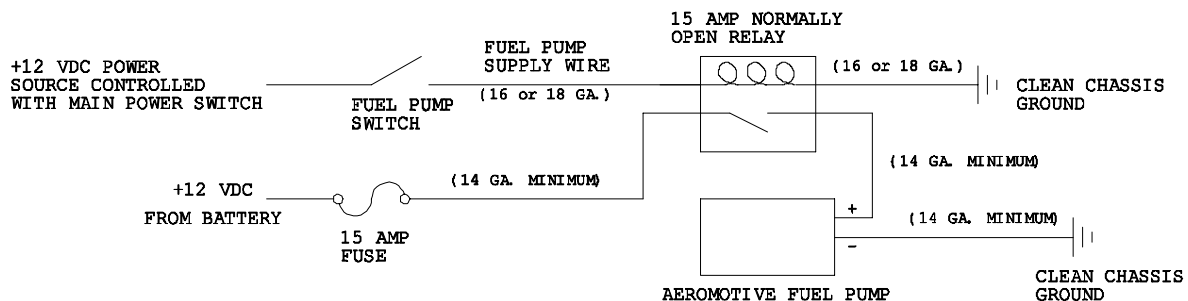 15 AMP NORMALLY
OPEN RELAY
+12 VDC POWER
SOURCE CONTROLLED
WITH MAIN POWER SWITCH
FUEL PUMP
SWITCH
FUEL PUMP
SUPPLY WIRE
(16 or 18 GA.)
(16 or 18 GA.)
CLEAN CHASSIS
GROUND
+12 VDC
FROM BATTERY
15 AMP
FUSE
(14 GA. MINIMUM)
(14 GA. MINIMUM)
+
−
(14 GA. MINIMUM)
CLEAN CHASSIS
GROUND
AEROMOTIVE FUEL PUMP